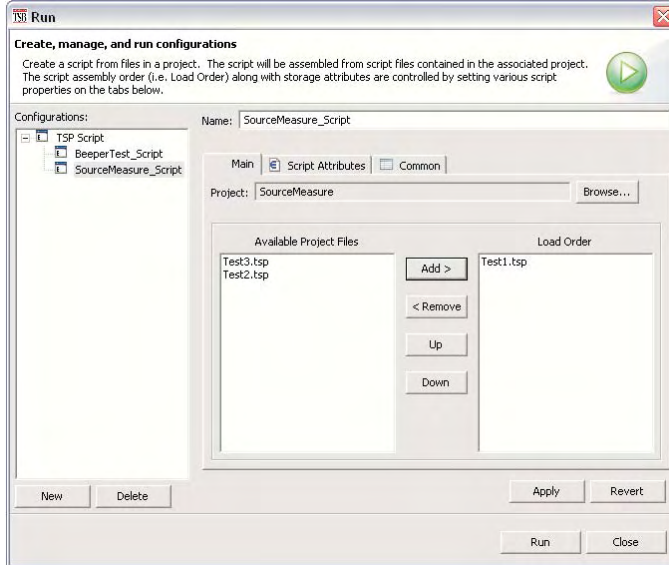 TSB Run
Create, manage, and run configurations
Create a script from files in a project. The script will be assembled from script files contained in the associated project.
The script assembly order (i.e. Load Order) along with storage attributes are controlled by setting various script
properties on the tabs below.
Configurations:
TSP Script
BeeperTest_Script
SourceMeasure_Script
New
Delete
Name: SourceMeasure_Script
Main
Script Attributes
Common
Project: SourceMeasure
Browse...
Available Project Files
Test3.tsp
Test2.tsp
Add >
< Remove
Up
Down
Load Order
Test1.tsp
Apply
Revert
Run
Close